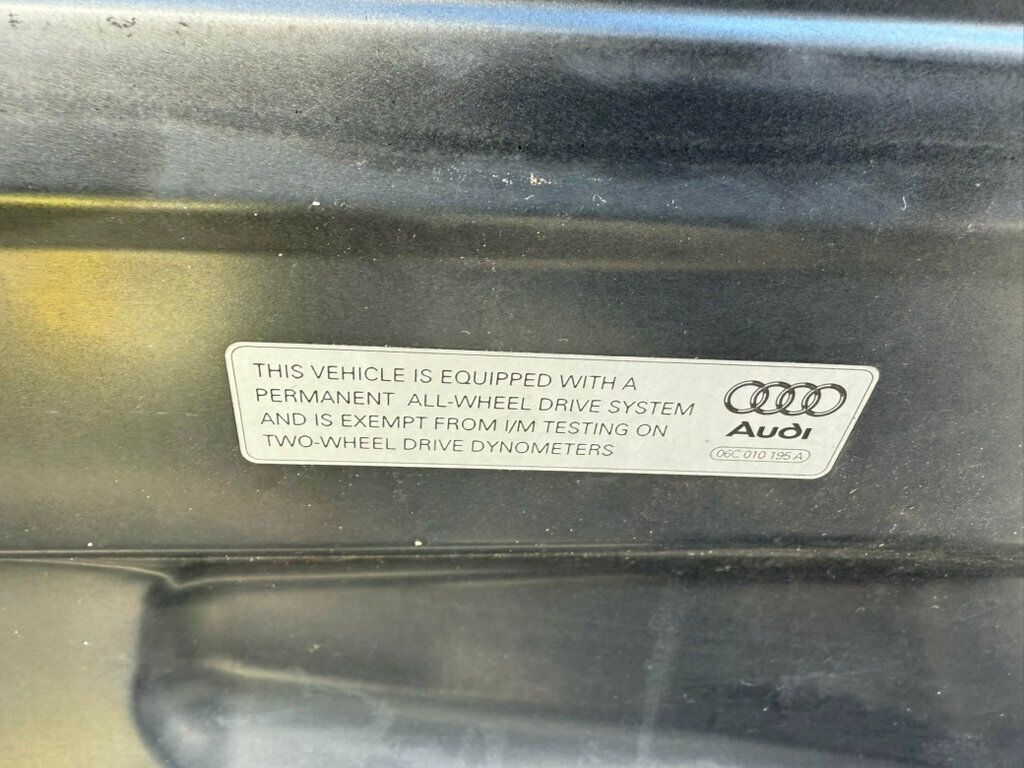 THIS VEHICLE IS EQUIPPED WITH A
PERMANENT ALL-WHEEL DRIVE SYSTEM
AND IS EXEMPT FROM I/M TESTING ON
TWO-WHEEL DRIVE DYNOMETERS
Audi
06C 010 195 A